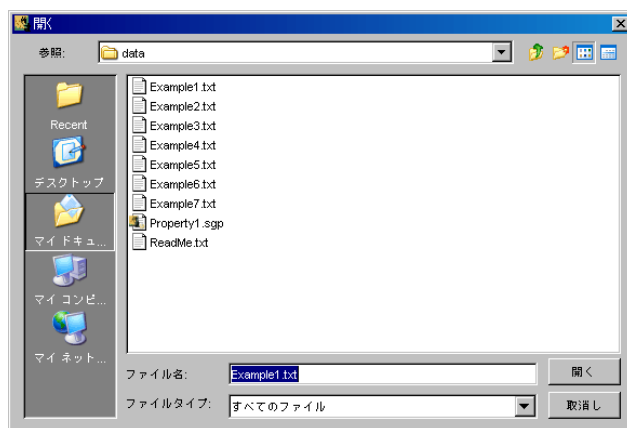 開く
参照: data
Recent
デスクトップ
マイ ドキュ...
マイ コンピ...
マイ ネット...
Example1.txt
Example2.txt
Example3.txt
Example4.txt
Example5.txt
Example6.txt
Example7.txt
Property1.sgp
ReadMe.txt
ファイル名: Example1.txt 開く
ファイルタイプ: すべてのファイル 取消し